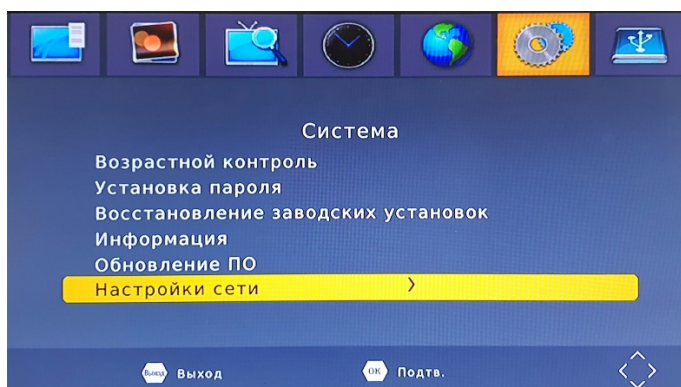 Система
Возрастной контроль
Установка пароля
Восстановление заводских установок
Информация
Обновление ПО
Настройки сети >
Выход Выход OK Подтв.